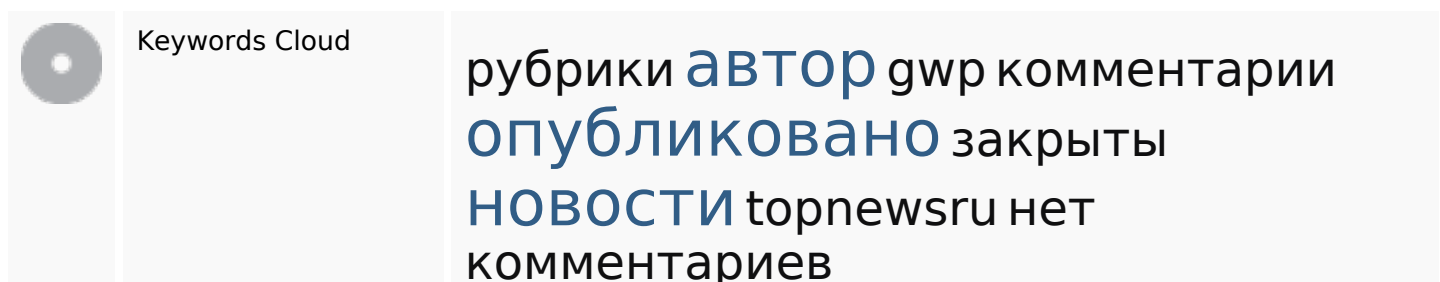 Keywords Cloud
рубрики автор gwp комментарии
опубликовано закрыты
новости topnewsru нет
комментариев